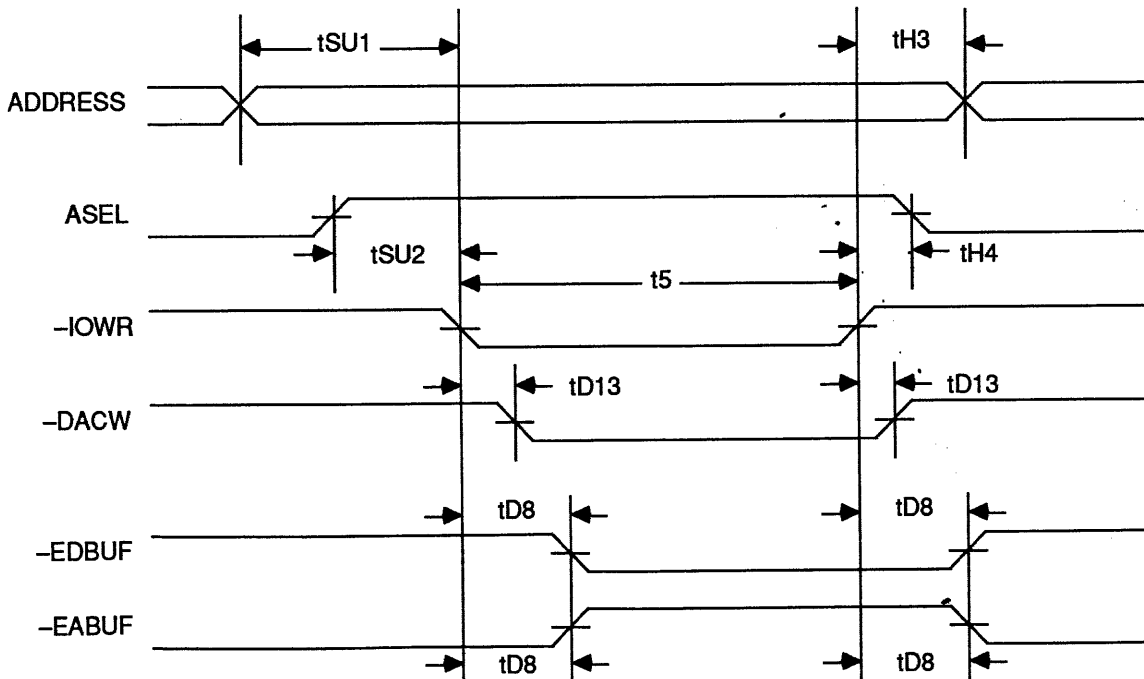 tSU1
tH3
ADDRESS
ASEL
tSU2
tH4
t5
–IOWR
tD13
tD13
–DACW
tD8
tD8
–EDBUF
–EABUF
tD8
tD8